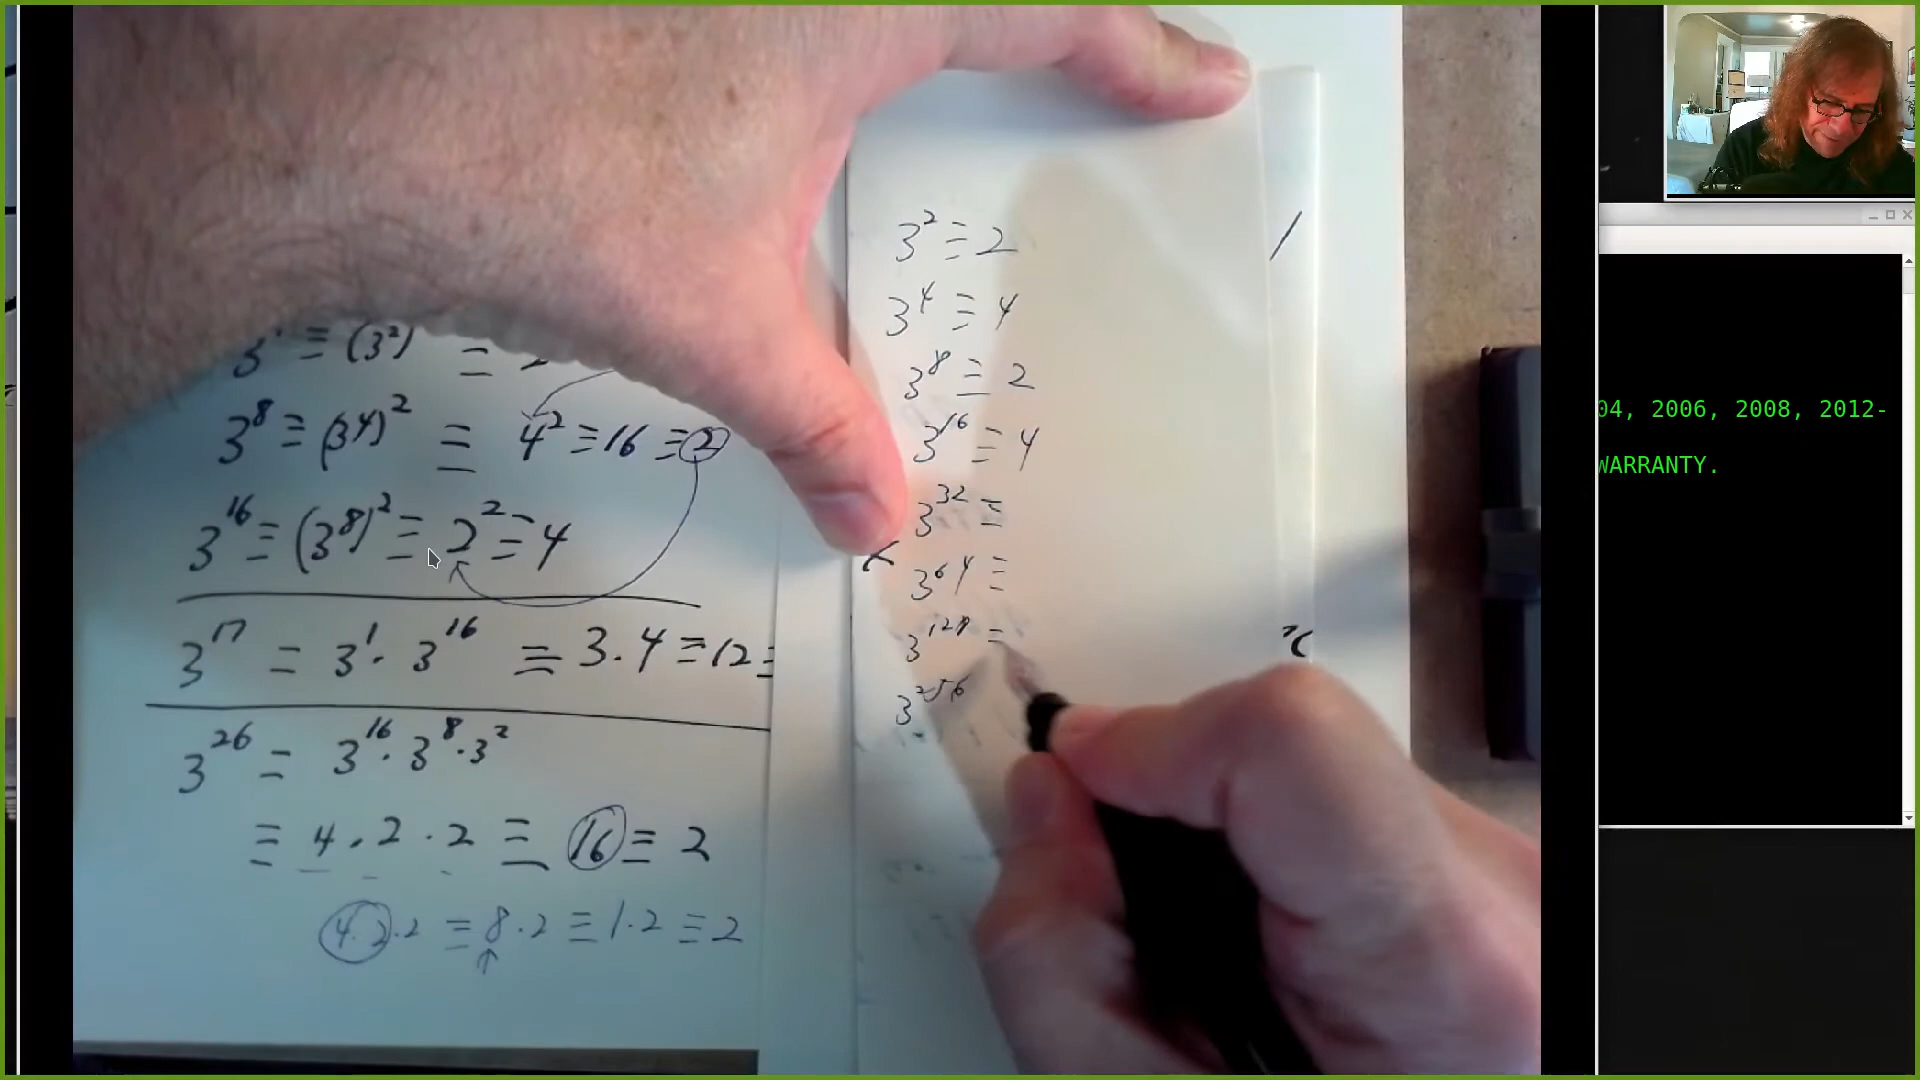 3² ≡ 2
3⁴ ≡ 4
3⁸ ≡ 2
3¹⁶ ≡ 4
3³² ≡
3⁶⁴ ≡
3¹²⁸ ≡
3²⁵⁶
≡ (3²)
3⁸ ≡ (3⁴)² ≡ 4² ≡ 16 ≡ 2
3¹⁶ ≡ (3⁸)² ≡ 2² ≡ 4
3¹⁷ = 3¹ · 3¹⁶ ≡ 3 · 4 ≡ 12 =
3²⁶ = 3¹⁶ · 3⁸ · 3²
≡ 4 · 2 · 2 ≡ 16 ≡ 2
4·2·2 ≡ 8·2 ≡ 1·2 ≡ 2
04, 2006, 2008, 2012-
WARRANTY.